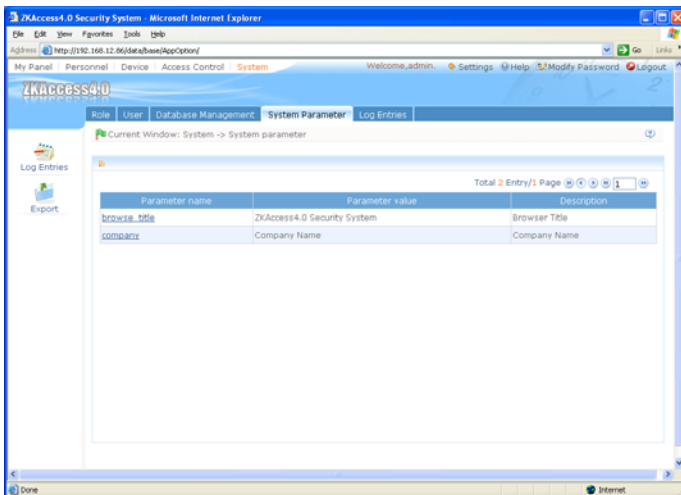 ZKAccess4.0 Security System - Microsoft Internet Explorer
File Edit View Favorites Tools Help
Address http://192.168.12.86/data/base/AppOption/ Go Links
My Panel Personnel Device Access Control System Welcome,admin. Settings Help Modify Password Logout
ZKAccess4.0
Role User Database Management System Parameter Log Entries
Current Window: System -> System parameter
Log Entries
Export
Total 2 Entry/1 Page 1
Parameter name Parameter value Description
browse_title ZKAccess4.0 Security System Browser Title
company Company Name Company Name
Done Internet